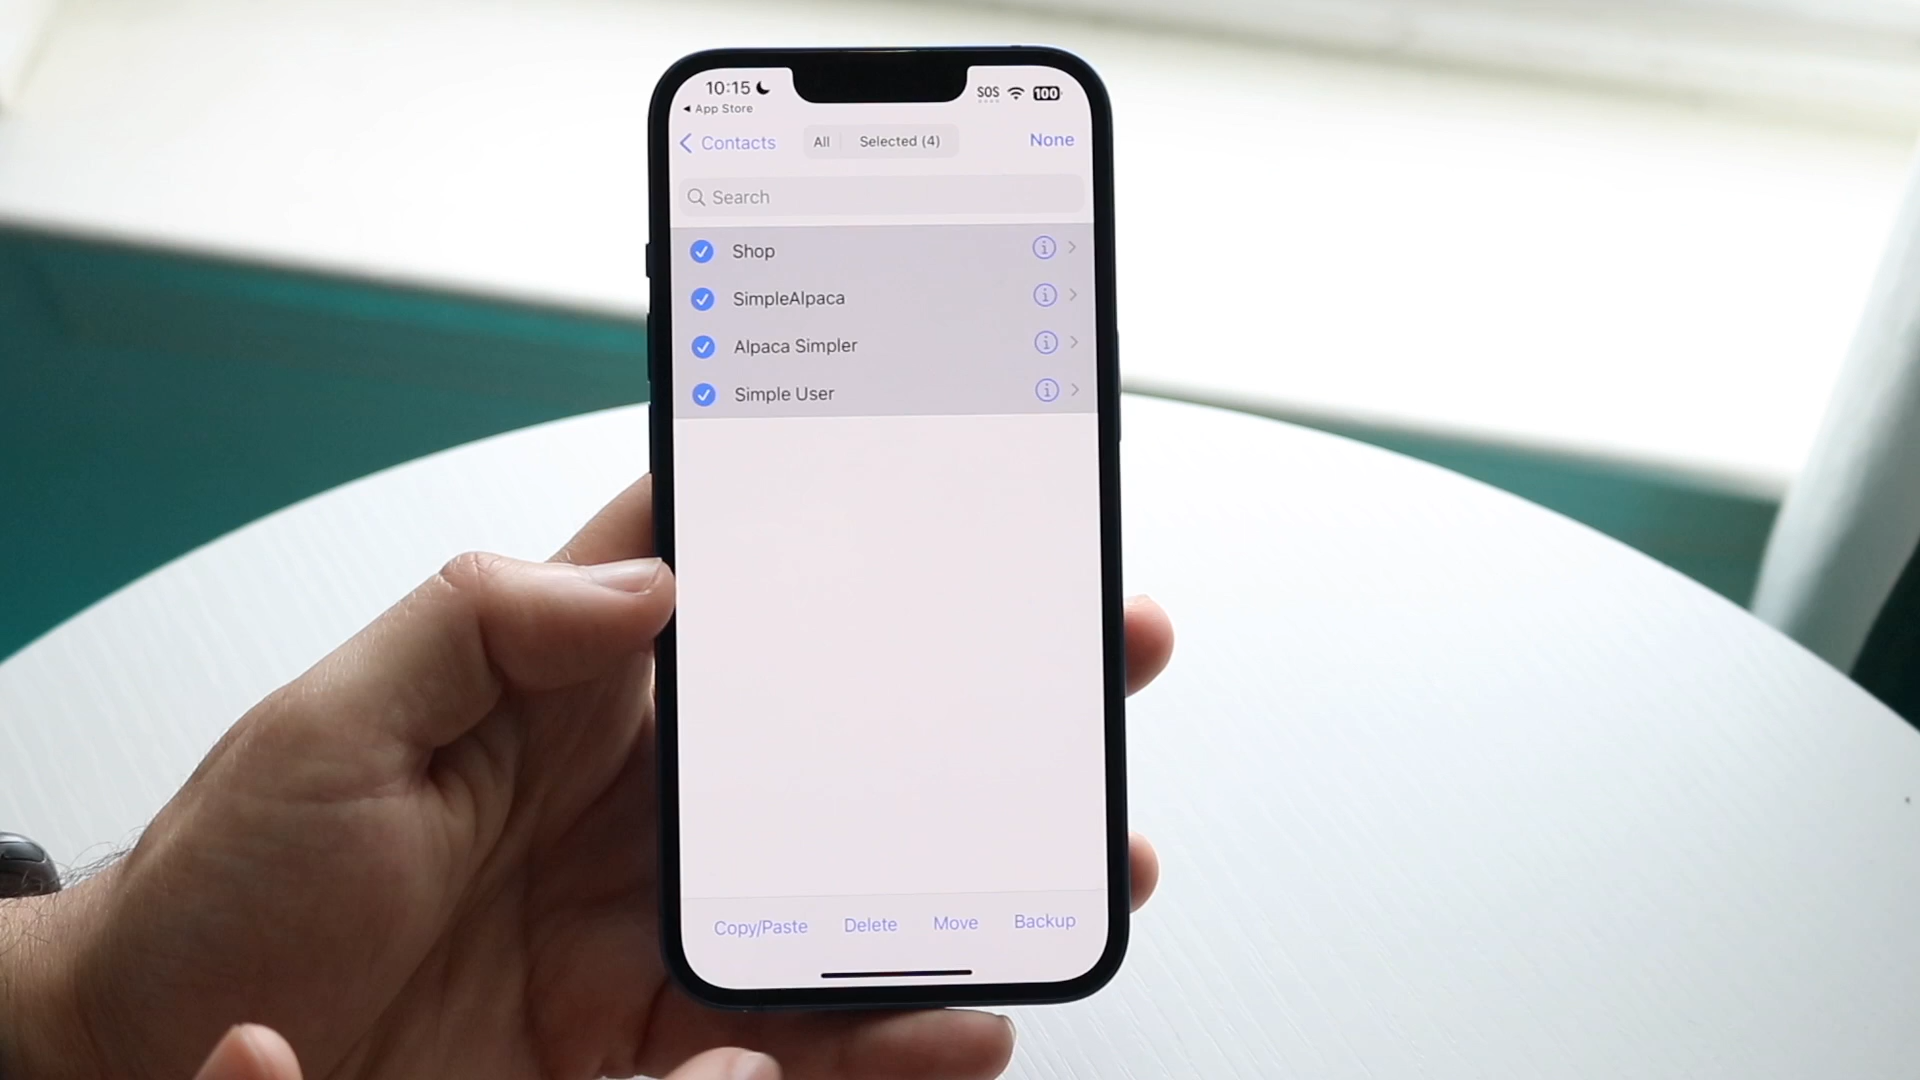 10:15
SOS
100
◀ App Store
Contacts
All
Selected (4)
None
Search
Shop
SimpleAlpaca
Alpaca Simpler
Simple User
Copy/Paste
Delete
Move
Backup